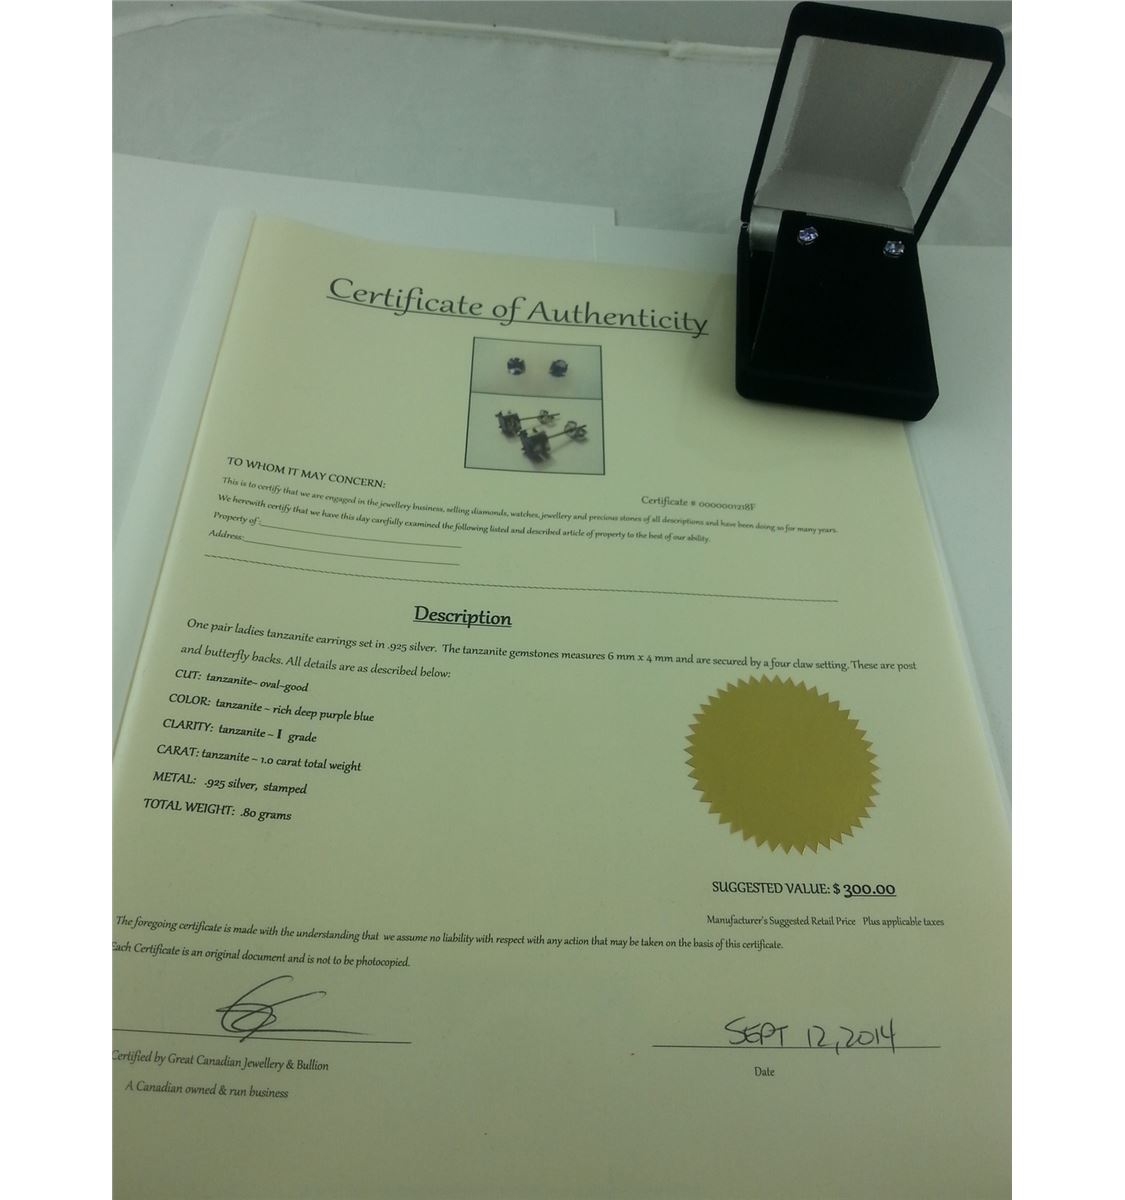 Certificate of Authenticity
TO WHOM IT MAY CONCERN:
Certificate # 0000001218F
This is to certify that we are engaged in the jewellery business, selling diamonds, watches, jewellery and precious stones of all descriptions and have been doing so for many years.
We herewith certify that we have this day carefully examined the following listed and described article of property to the best of our ability.
Property of:
Address:
Description
One pair ladies tanzanite earrings set in .925 silver. The tanzanite gemstones measures 6 mm x 4 mm and are secured by a four claw setting. These are post
and butterfly backs. All details are as described below:
CUT: tanzanite~ oval~good
COLOR: tanzanite ~ rich deep purple blue
CLARITY: tanzanite ~ I grade
CARAT: tanzanite ~ 1.0 carat total weight
METAL: .925 silver, stamped
TOTAL WEIGHT: .80 grams
SUGGESTED VALUE: $ 300.00
Manufacturer's Suggested Retail Price Plus applicable taxes
The foregoing certificate is made with the understanding that we assume no liability with respect with any action that may be taken on the basis of this certificate.
Each Certificate is an original document and is not to be photocopied.
SEPT 12, 2014
Certified by Great Canadian Jewellery & Bullion
Date
A Canadian owned & run business